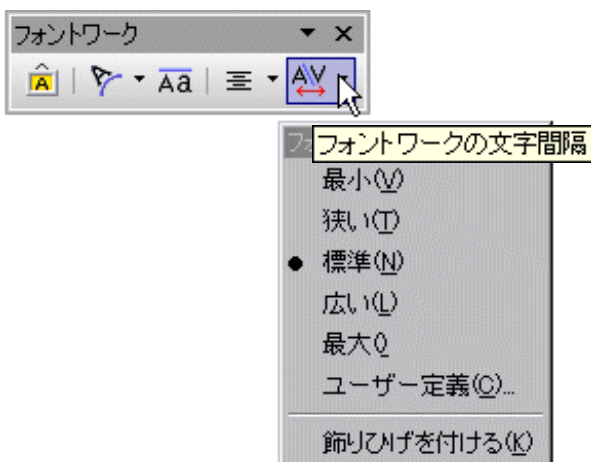 フォントワーク
フォントワークの文字間隔
最小(V)
狭い(T)
標準(N)
広い(L)
最大()
ユーザー定義(C)...
飾りひげを付ける(K)